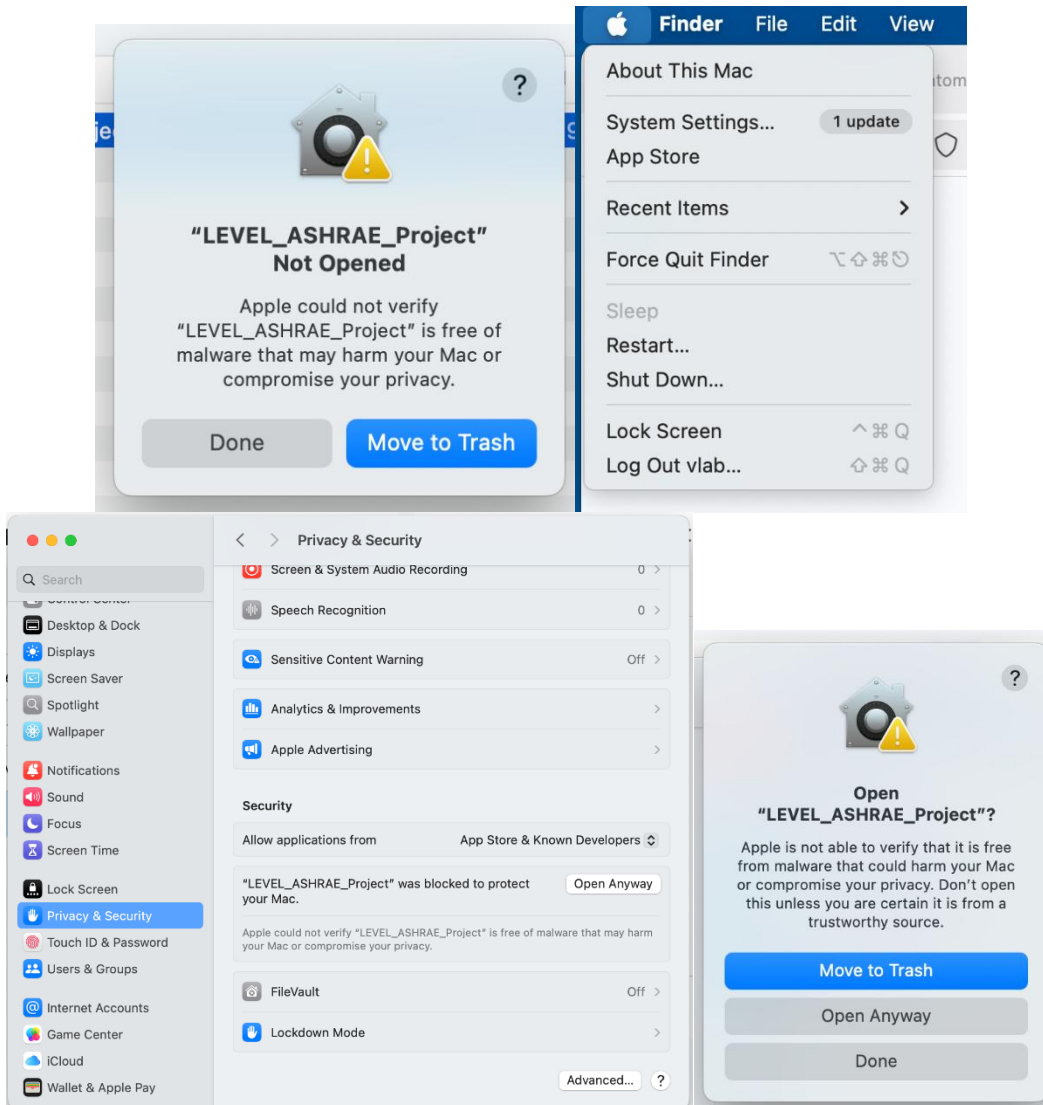 ?
"LEVEL_ASHRAE_Project"
Not Opened
Apple could not verify
"LEVEL_ASHRAE_Project" is free of
malware that may harm your Mac or
compromise your privacy.
Done Move to Trash
Finder File Edit View
About This Mac
System Settings... 1 update
App Store
Recent Items
Force Quit Finder ⌥⇧⌘⎋
Sleep
Restart...
Shut Down...
Lock Screen ^⌘Q
Log Out vlab... ⇧⌘Q
Privacy & Security
Search
Desktop & Dock
Displays
Screen Saver
Spotlight
Wallpaper
Notifications
Sound
Focus
Screen Time
Lock Screen
Privacy & Security
Touch ID & Password
Users & Groups
Internet Accounts
Game Center
iCloud
Wallet & Apple Pay
Screen & System Audio Recording 0
Speech Recognition 0
Sensitive Content Warning Off
Analytics & Improvements
Apple Advertising
Security
Allow applications from App Store & Known Developers
"LEVEL_ASHRAE_Project" was blocked to protect Open Anyway
your Mac.
Apple could not verify "LEVEL_ASHRAE_Project" is free of malware that may harm
your Mac or compromise your privacy.
FileVault Off
Lockdown Mode
Advanced... ?
?
Open
"LEVEL_ASHRAE_Project"?
Apple is not able to verify that it is free
from malware that could harm your Mac
or compromise your privacy. Don't open
this unless you are certain it is from a
trustworthy source.
Move to Trash
Open Anyway
Done